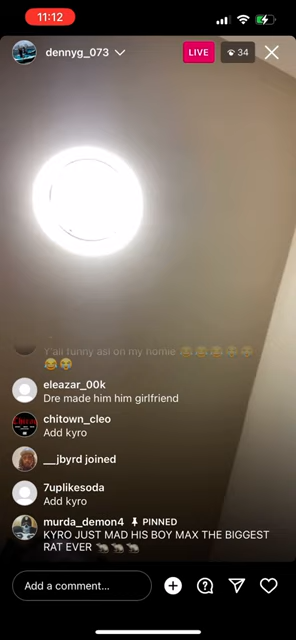 11:12
dennyg_073
LIVE
34
Y'all funny asl on my homie 😂😂😂😂😂
😂😂
eleazar_00k
Dre made him him girlfriend
chitown_cleo
Add kyro
__jbyrd joined
7uplikesoda
Add kyro
murda_demon4 PINNED
KYRO JUST MAD HIS BOY MAX THE BIGGEST
RAT EVER 🐀🐀🐀
Add a comment...